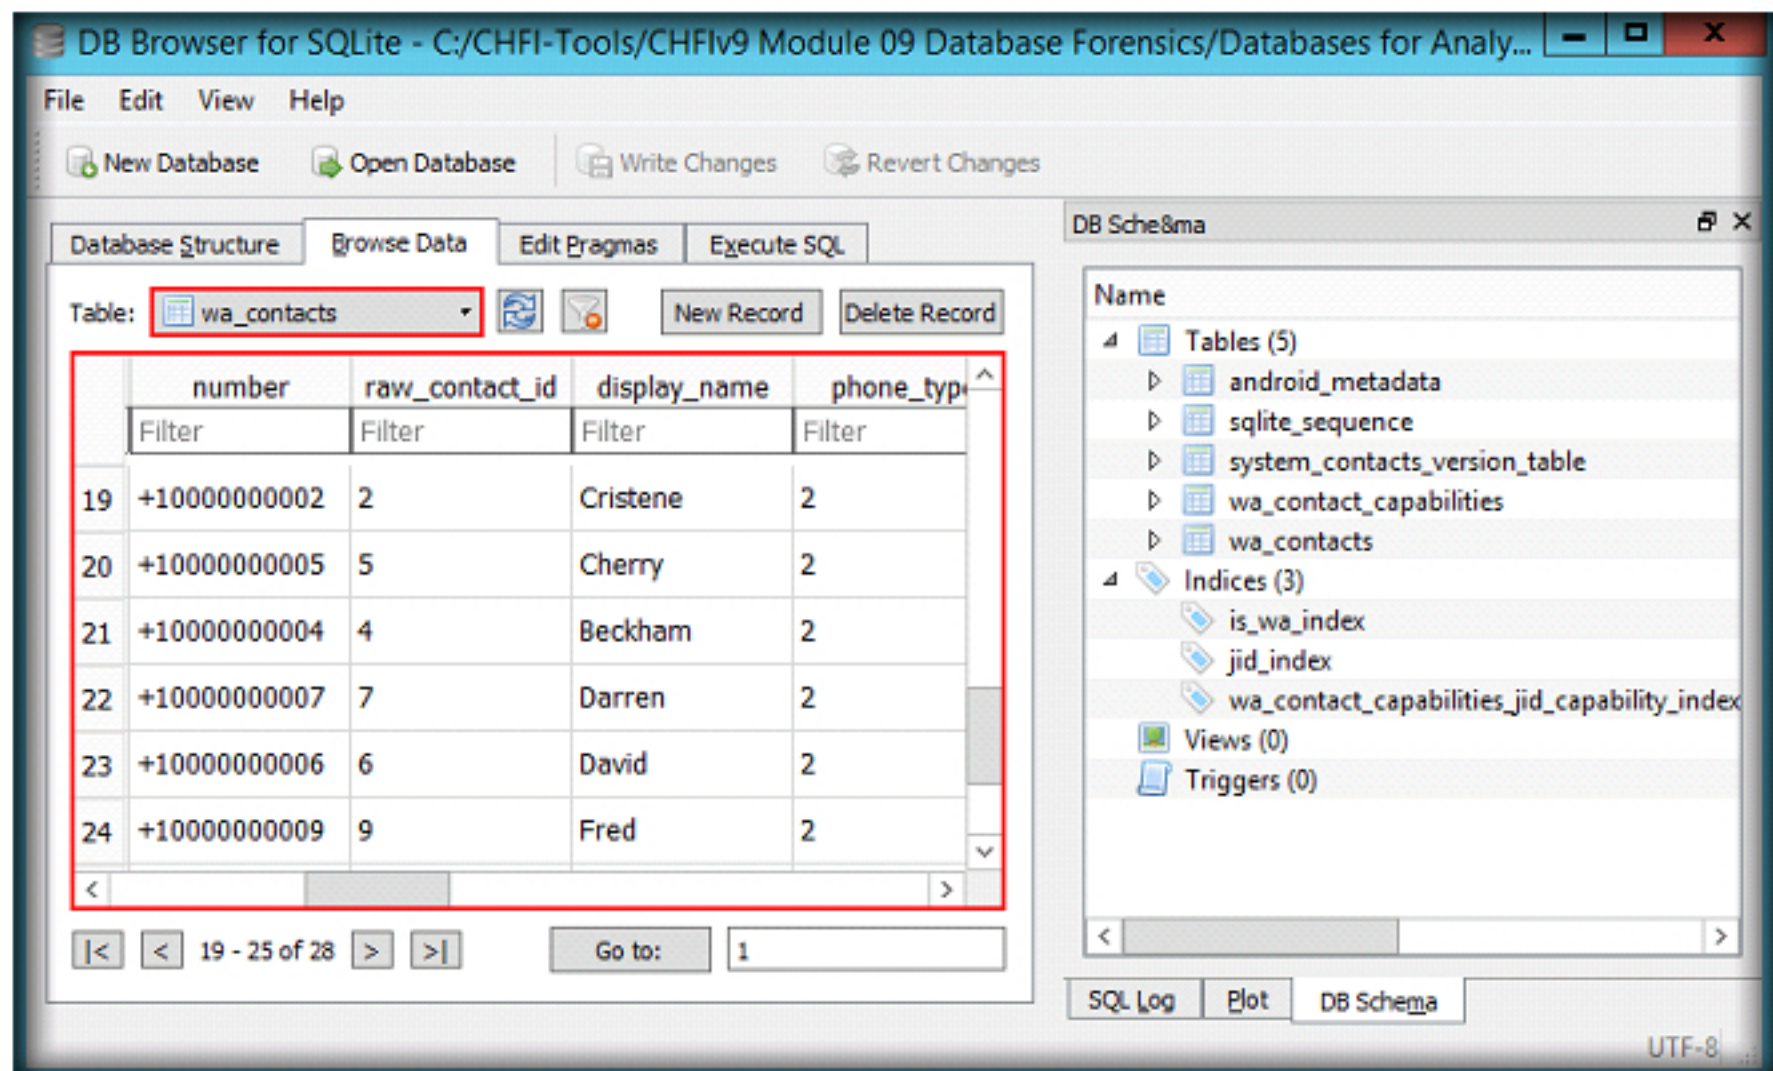 DB Browser for SQLite - C:/CHFI-Tools/CHFIv9 Module 09 Database Forensics/Databases for Analy...
File Edit View Help
New Database Open Database Write Changes Revert Changes
Database Structure Browse Data Edit Pragmas Execute SQL
Table: wa_contacts New Record Delete Record
number raw_contact_id display_name phone_type
Filter Filter Filter Filter
19 +10000000002 2 Cristene 2
20 +10000000005 5 Cherry 2
21 +10000000004 4 Beckham 2
22 +10000000007 7 Darren 2
23 +10000000006 6 David 2
24 +10000000009 9 Fred 2
|< < 19 - 25 of 28 > >| Go to: 1
DB Sche&ma
Name
Tables (5)
android_metadata
sqlite_sequence
system_contacts_version_table
wa_contact_capabilities
wa_contacts
Indices (3)
is_wa_index
jid_index
wa_contact_capabilities_jid_capability_index
Views (0)
Triggers (0)
SQL Log Plot DB Schema
UTF-8